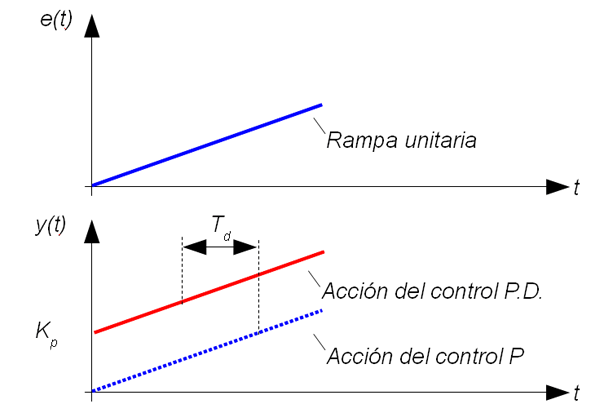 e(t)
Rampa unitaria
t
y(t)
T_d
Acción del control P.D.
K_p
Acción del control P
t